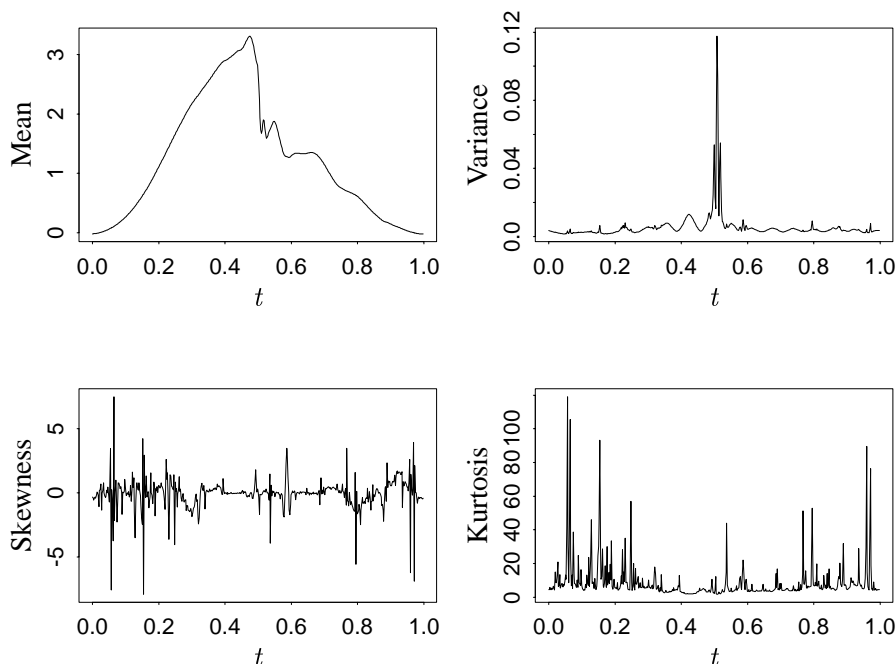 Mean
0 1 2 3
0.0 0.2 0.4 0.6 0.8 1.0
t
Variance
0.0 0.04 0.08 0.12
0.0 0.2 0.4 0.6 0.8 1.0
t
Skewness
-5 0 5
0.0 0.2 0.4 0.6 0.8 1.0
t
Kurtosis
0 20 40 60 80 100
0.0 0.2 0.4 0.6 0.8 1.0
t